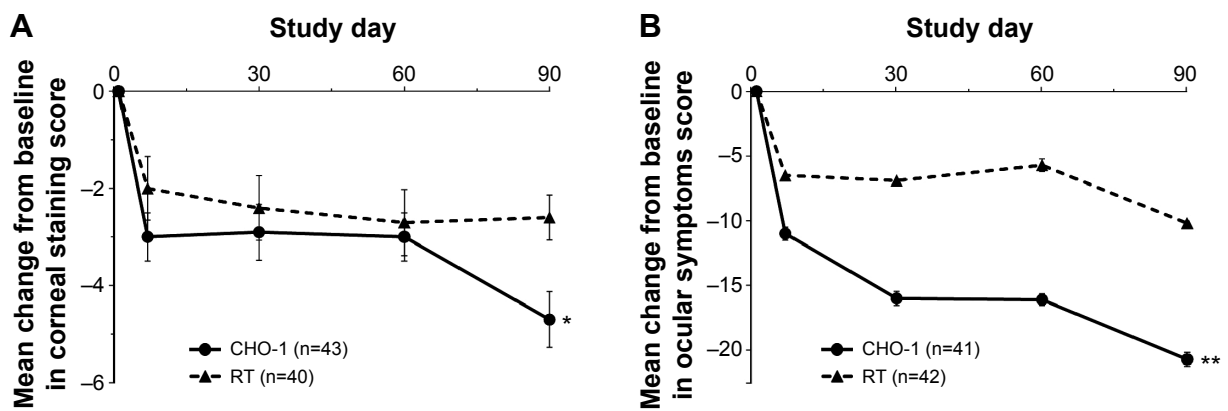 A
Study day
0 30 60 90
Mean change from baseline
in corneal staining score
0
–2
–4
–6
*
CHO-1 (n=43)
RT (n=40)
B
Study day
0 30 60 90
Mean change from baseline
in ocular symptoms score
0
–5
–10
–15
–20
**
CHO-1 (n=41)
RT (n=42)